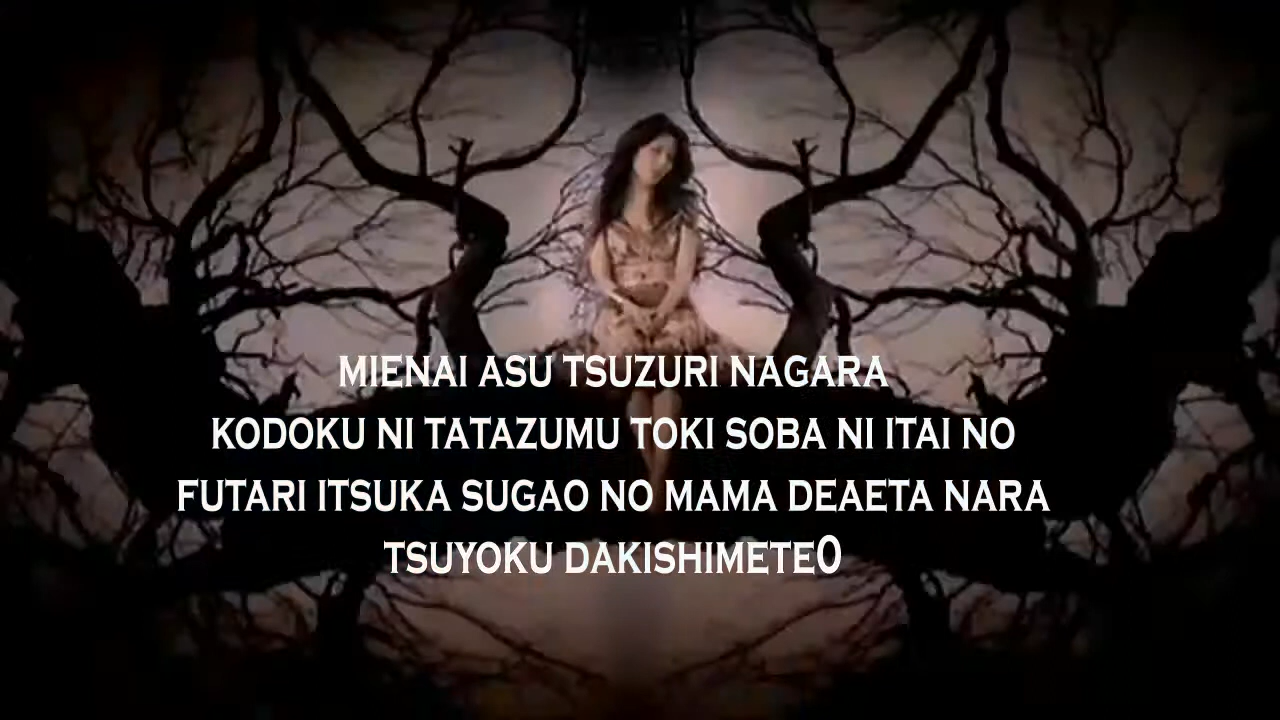 MIENAI ASU TSUZURI NAGARA
KODOKU NI TATAZUMU TOKI SOBA NI ITAI NO
FUTARI ITSUKA SUGAO NO MAMA DEAETA NARA
TSUYOKU DAKISHIMETE0